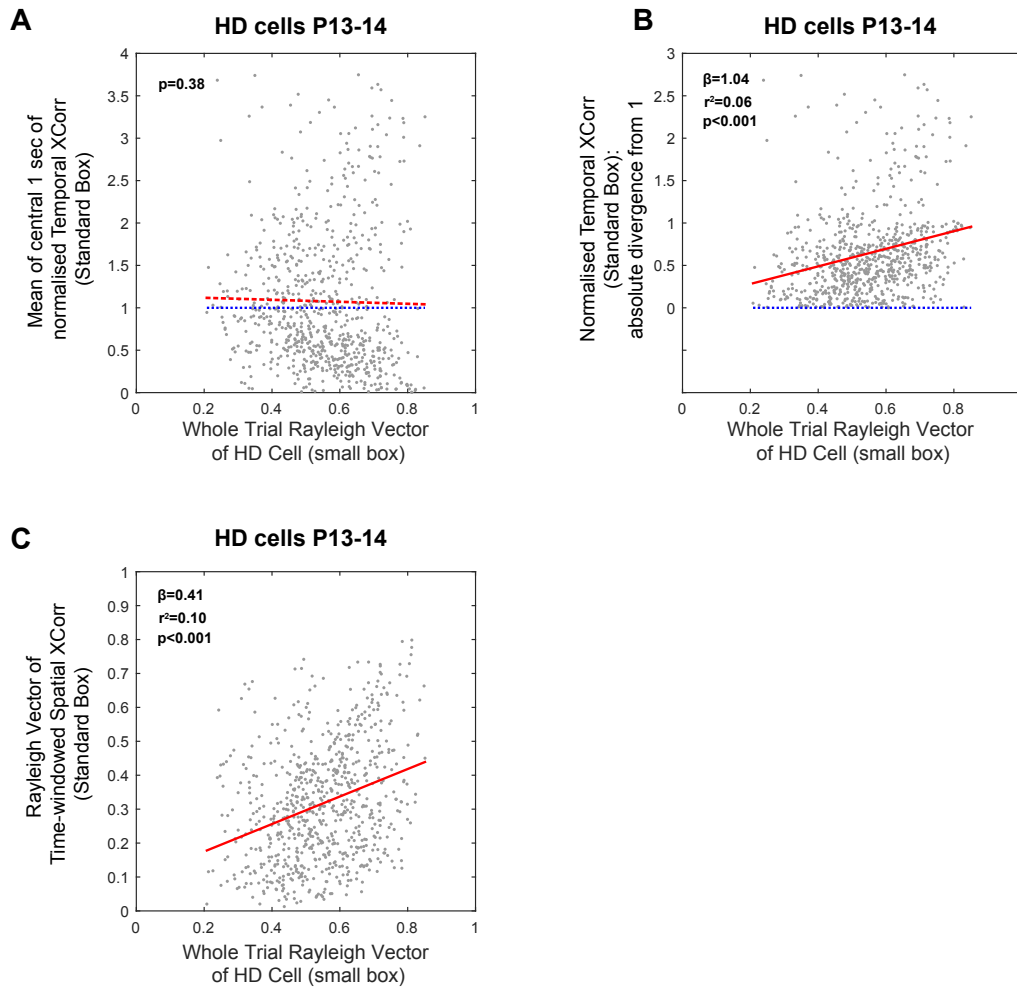 A
HD cells P13-14
4
3.5
3
2.5
2
1.5
1
0.5
0
p=0.38
Mean of central 1 sec of
normalised Temporal XCorr
(Standard Box)
0
0.2
0.4
0.6
0.8
1
Whole Trial Rayleigh Vector
of HD Cell (small box)
B
HD cells P13-14
3
2.5
2
1.5
1
0.5
0
β=1.04
r²=0.06
p<0.001
Normalised Temporal XCorr
(Standard Box):
absolute divergence from 1
0
0.2
0.4
0.6
0.8
1
Whole Trial Rayleigh Vector
of HD Cell (small box)
C
HD cells P13-14
1
0.9
0.8
0.7
0.6
0.5
0.4
0.3
0.2
0.1
0
β=0.41
r²=0.10
p<0.001
Rayleigh Vector of
Time-windowed Spatial XCorr
(Standard Box)
0
0.2
0.4
0.6
0.8
1
Whole Trial Rayleigh Vector
of HD Cell (small box)